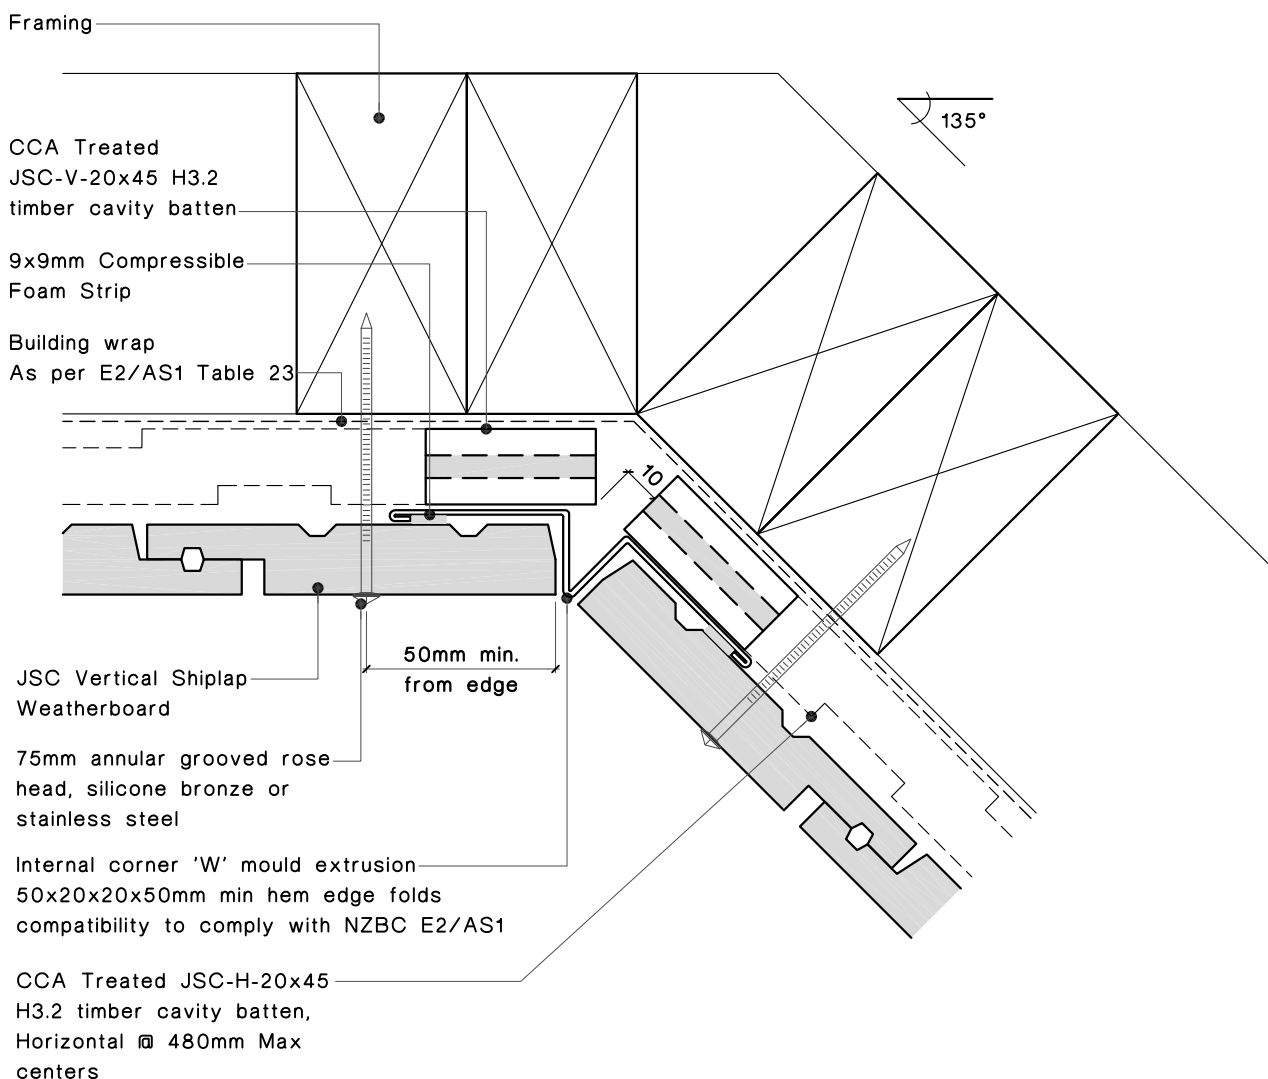 Framing
135°
CCA Treated
JSC-V-20x45 H3.2
timber cavity batten
9x9mm Compressible
Foam Strip
Building wrap
As per E2/AS1 Table 23
10
50mm min.
from edge
JSC Vertical Shiplap
Weatherboard
75mm annular grooved rose
head, silicone bronze or
stainless steel
Internal corner 'W' mould extrusion
50x20x20x50mm min hem edge folds
compatibility to comply with NZBC E2/AS1
CCA Treated JSC-H-20x45
H3.2 timber cavity batten,
Horizontal @ 480mm Max
centers